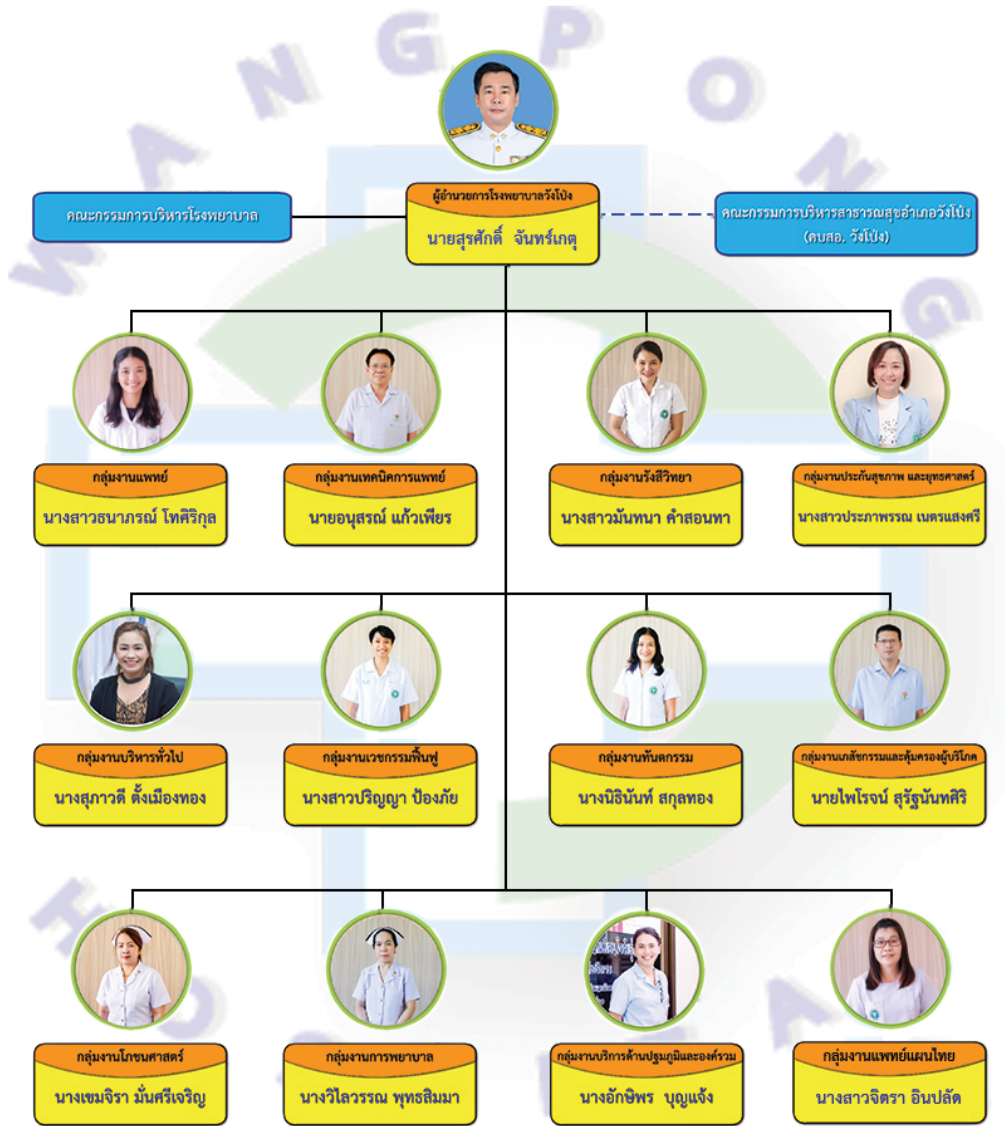 WANGPONG
ผู้อำนวยการโรงพยาบาลวังโป่ง
นายสุรศักดิ์ จันทร์เกตุ
คณะกรรมการบริหารโรงพยาบาล
คณะกรรมการบริหารสาธารณสุขอำเภอวังโป่ง
(คบสอ. วังโป่ง)
กลุ่มงานแพทย์
นางสาวธนาภรณ์ โทศิริกุล
กลุ่มงานเทคนิคการแพทย์
นายอนุสรณ์ แก้วเพียร
กลุ่มงานรังสีวิทยา
นางสาวมันทนา คำสอนทา
กลุ่มงานประกันสุขภาพ และยุทธศาสตร์
นางสาวประภาพรรณ เนตรแสงศรี
กลุ่มงานบริหารทั่วไป
นางสุภาวดี ตั้งเมืองทอง
กลุ่มงานเวชกรรมฟื้นฟู
นางสาวปริญญา ป้องภัย
กลุ่มงานทันตกรรม
นางนิธินันท์ สกุลทอง
กลุ่มงานเภสัชกรรมและคุ้มครองผู้บริโภค
นายไพโรจน์ สุรัฐนันทศิริ
กลุ่มงานโภชนศาสตร์
นางเขมจิรา มั่นศรีเจริญ
กลุ่มงานการพยาบาล
นางวิไลวรรณ พุทธสิมมา
กลุ่มงานบริการด้านปฐมภูมิและองค์รวม
นางอักษิพร บุญแจ้ง
กลุ่มงานแพทย์แผนไทย
นางสาวจิตรา อินปลัด